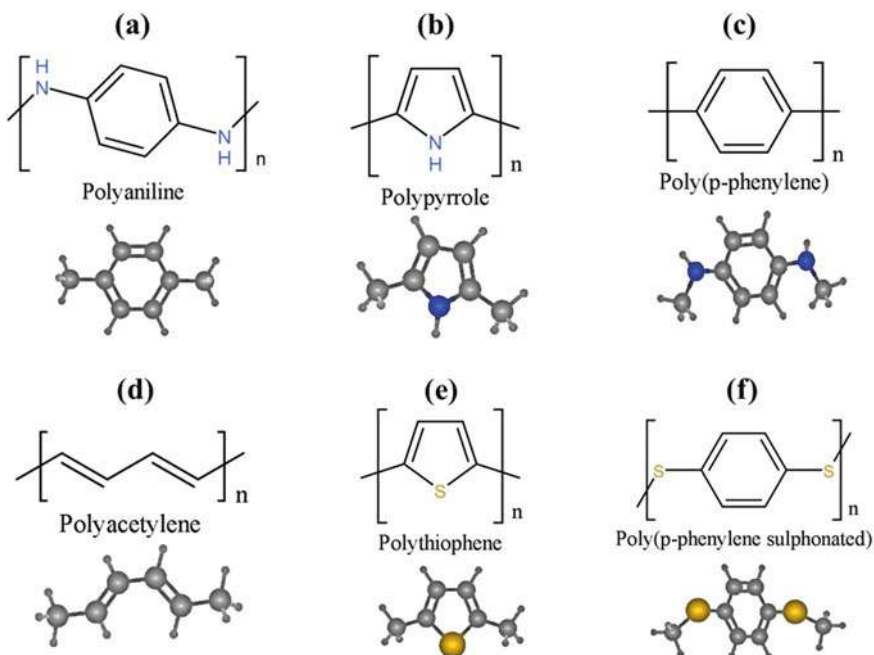 (a)
H
N
N
H
n
Polyaniline
(b)
N
H
n
Polypyrrole
(c)
n
Poly(p-phenylene)
(d)
n
Polyacetylene
(e)
S
n
Polythiophene
(f)
S
S
n
Poly(p-phenylene sulphonated)